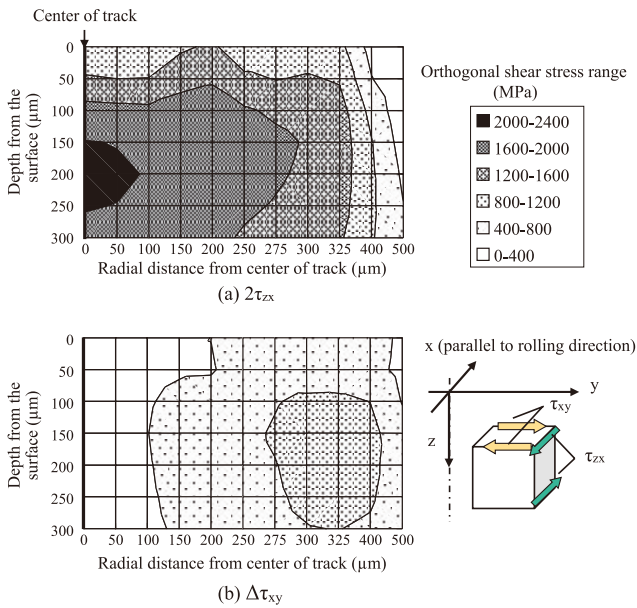 Center of track
Depth from the
surface (µm)
0
50
100
150
200
250
300
0 50 100 150 200 250 275 300 325 350 400 500
Radial distance from center of track (µm)
(a) 2τzx
Orthogonal shear stress range
(MPa)
2000-2400
1600-2000
1200-1600
800-1200
400-800
0-400
Depth from the
surface (µm)
0
50
100
150
200
250
300
0 50 100 150 200 275 300 325 350 400 500
Radial distance from center of track (µm)
(b) Δτxy
x (parallel to rolling direction)
y
z
τxy
τzx